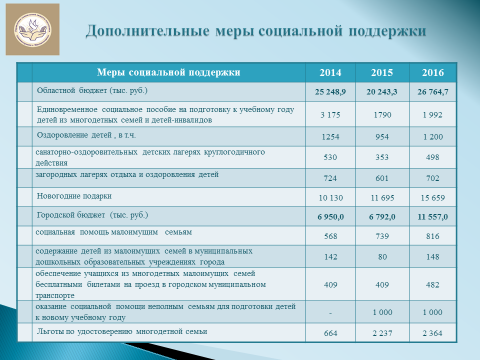 Дополнительные меры социальной поддержки
Меры социальной поддержки 2014 2015 2016
Областной бюджет (тыс. руб.) 25 248,9 20 243,3 26 764,7
Единовременное социальное пособие на подготовку к учебному году
детей из многодетных семей и детей-инвалидов 3 175 1790 1 992
Оздоровление детей , в т.ч. 1254 954 1 200
санаторно-оздоровительных детских лагерях круглогодичного
действия 530 353 498
загородных лагерях отдыха и оздоровления детей 724 601 702
Новогодние подарки 10 130 11 695 15 659
Городской бюджет (тыс. руб.) 6 950,0 6 792,0 11 557,0
социальная помощь малоимущим семьям 568 739 816
содержание детей из малоимущих семей в муниципальных
дошкольных образовательных учреждениях города 142 80 148
обеспечение учащихся из многодетных малоимущих семей
бесплатными билетами на проезд в городском муниципальном
транспорте 409 409 482
оказание социальной помощи неполным семьям для подготовки детей
к новому учебному году - 1 000 1 000
Льготы по удостоверению многодетной семьи 664 2 237 2 364